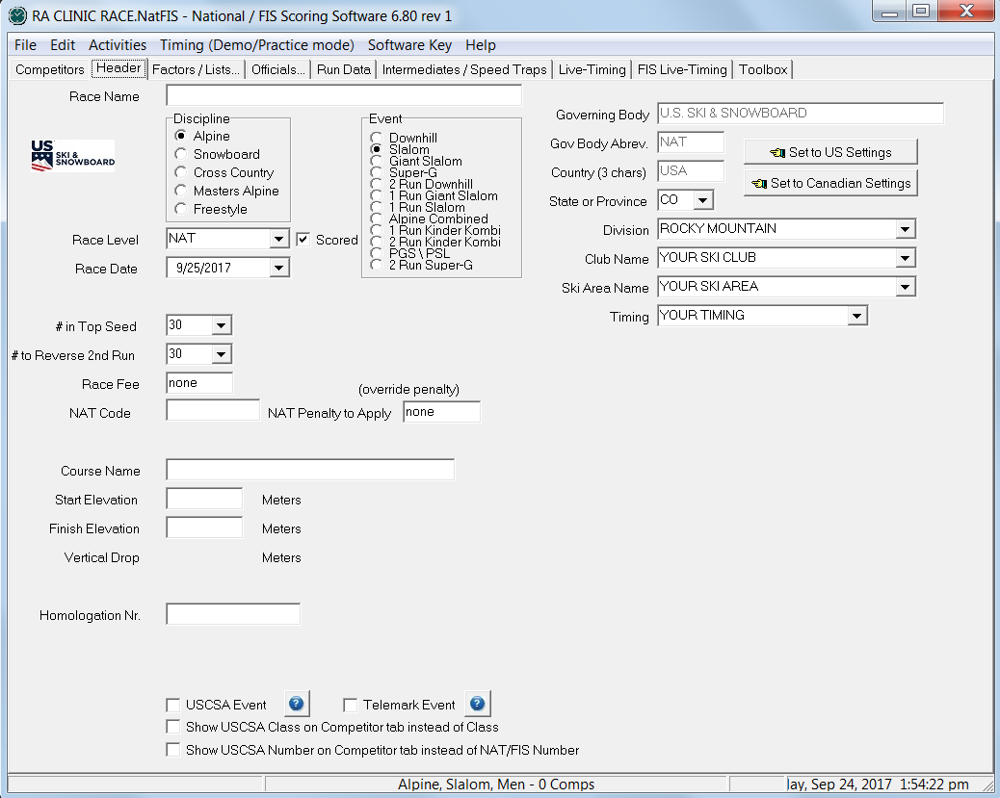 RA CLINIC RACE.NatFIS - National / FIS Scoring Software 6.80 rev 1
File Edit Activities Timing (Demo/Practice mode) Software Key Help
Competitors Header Factors / Lists... Officials... Run Data Intermediates / Speed Traps Live-Timing FIS Live-Timing Toolbox
Race Name
US
SKI &
SNOWBOARD
Discipline
Alpine
Snowboard
Cross Country
Masters Alpine
Freestyle
Event
Downhill
Slalom
Giant Slalom
Super-G
2 Run Downhill
1 Run Giant Slalom
1 Run Slalom
Alpine Combined
1 Run Kinder Kombi
2 Run Kinder Kombi
PGS \ PSL
2 Run Super-G
Race Level NAT Scored
Race Date 9/25/2017
# in Top Seed 30
# to Reverse 2nd Run 30
Race Fee none
(override penalty)
NAT Code NAT Penalty to Apply none
Course Name
Start Elevation Meters
Finish Elevation Meters
Vertical Drop Meters
Homologation Nr.
Governing Body U.S. SKI & SNOWBOARD
Gov Body Abrev. NAT
Set to US Settings
Country (3 chars) USA
Set to Canadian Settings
State or Province CO
Division ROCKY MOUNTAIN
Club Name YOUR SKI CLUB
Ski Area Name YOUR SKI AREA
Timing YOUR TIMING
USCSA Event ? Telemark Event ?
Show USCSA Class on Competitor tab instead of Class
Show USCSA Number on Competitor tab instead of NAT/FIS Number
Alpine, Slalom, Men - 0 Comps
lay, Sep 24, 2017 1:54:22 pm